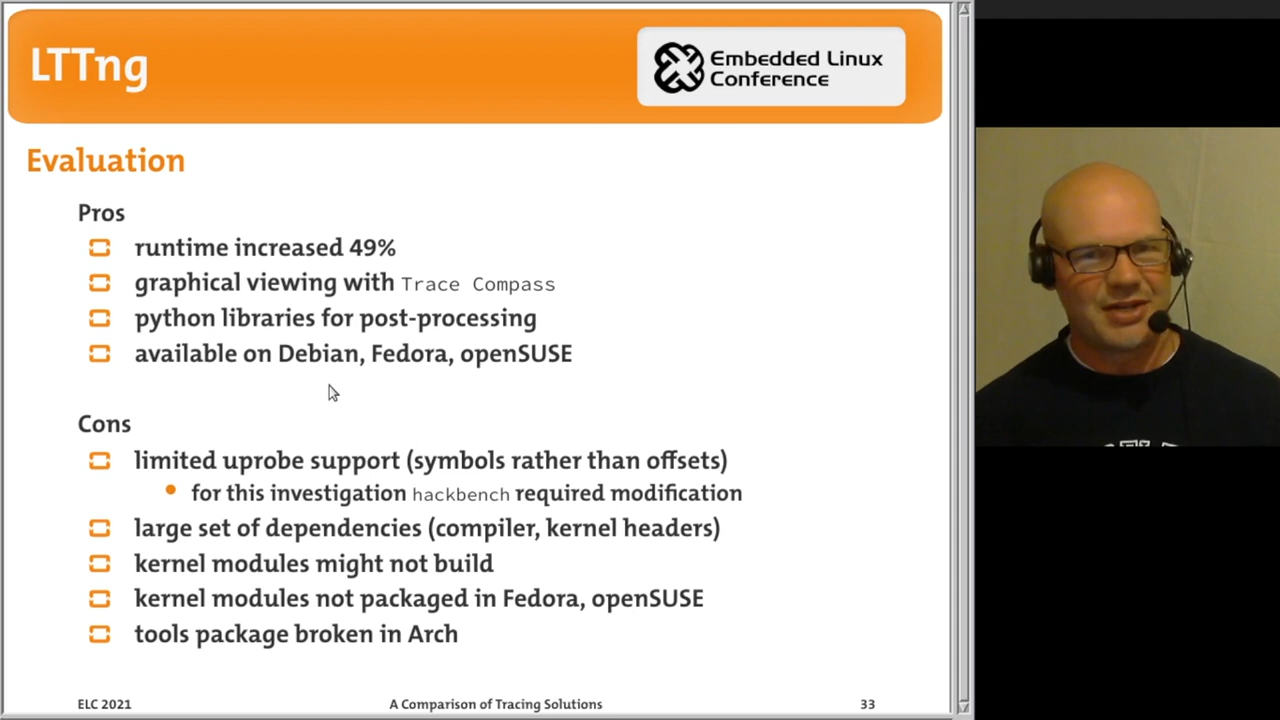 LTTng
Embedded Linux
Conference
Evaluation
Pros
runtime increased 49%
graphical viewing with Trace Compass
python libraries for post-processing
available on Debian, Fedora, openSUSE
Cons
limited uprobe support (symbols rather than offsets)
for this investigation hackbench required modification
large set of dependencies (compiler, kernel headers)
kernel modules might not build
kernel modules not packaged in Fedora, openSUSE
tools package broken in Arch
ELC 2021
A Comparison of Tracing Solutions
33